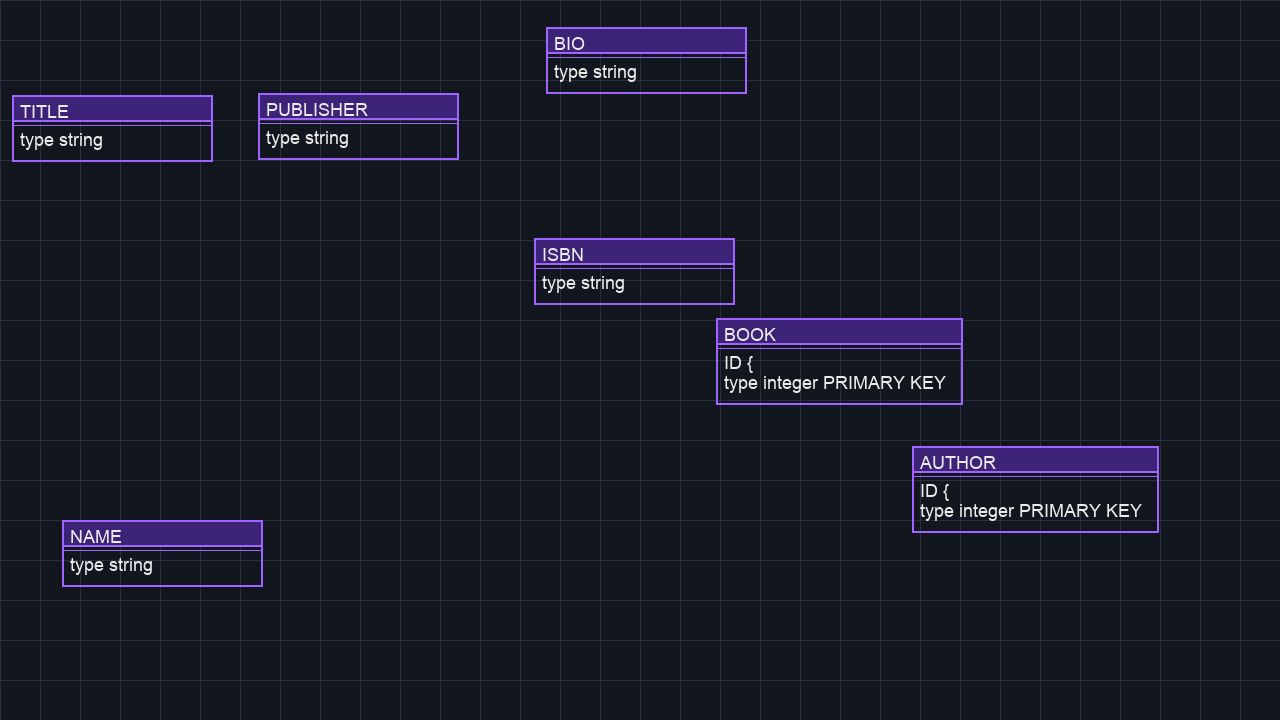 BIO
type string
TITLE
type string
PUBLISHER
type string
ISBN
type string
BOOK
ID {
type integer PRIMARY KEY
AUTHOR
ID {
type integer PRIMARY KEY
NAME
type string